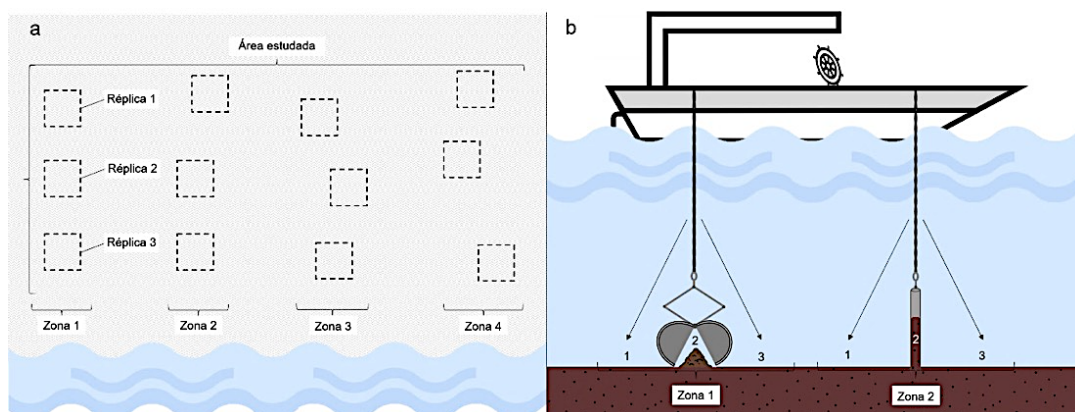 a
Área estudada
Réplica 1
Réplica 2
Réplica 3
Zona 1
Zona 2
Zona 3
Zona 4
b
1
2
3
1
2
3
Zona 1
Zona 2